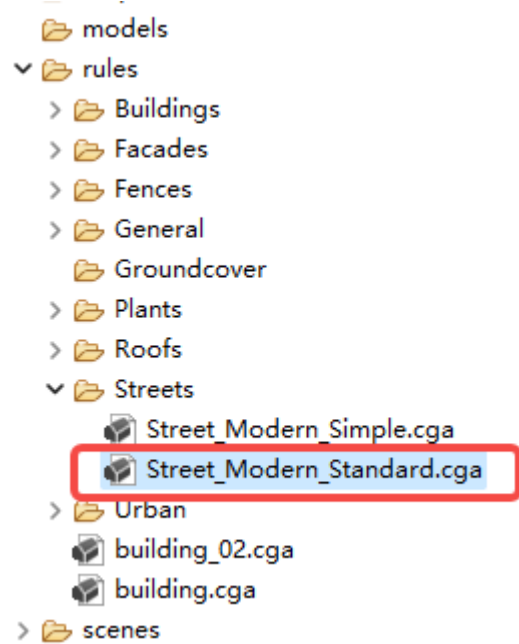 models
rules
Buildings
Facades
Fences
General
Groundcover
Plants
Roofs
Streets
Street_Modern_Simple.cga
Street_Modern_Standard.cga
Urban
building_02.cga
building.cga
scenes